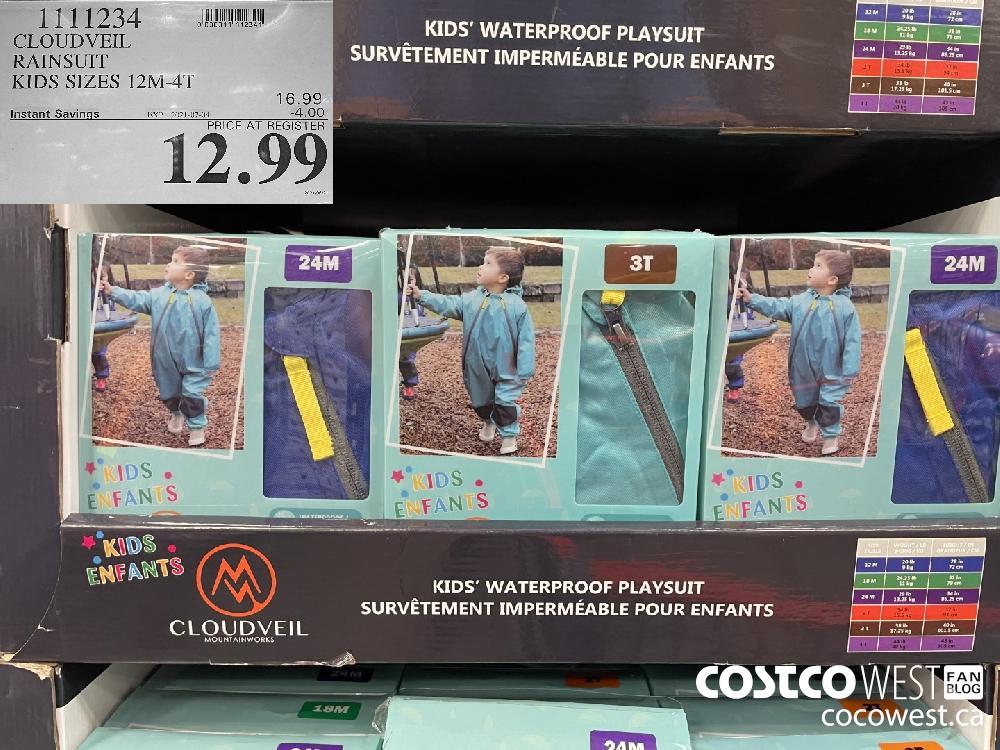 1111234
CLOUDVEIL
RAINSUIT
KIDS SIZES 12M-4T
16.99
Instant Savings
-4.00
PRICE AT REGISTER
12.99
KIDS' WATERPROOF PLAYSUIT
SURVÊTEMENT IMPERMÉABLE POUR ENFANTS
24M
3T
24M
KIDS
ENFANTS
KIDS
ENFANTS
KIDS
ENFANTS
KIDS
ENFANTS
CLOUDVEIL
MOUNTAINWORKS
KIDS' WATERPROOF PLAYSUIT
SURVÊTEMENT IMPERMÉABLE POUR ENFANTS
24M
18M
24M
COSTCO WEST FAN BLOG
cocowest.ca